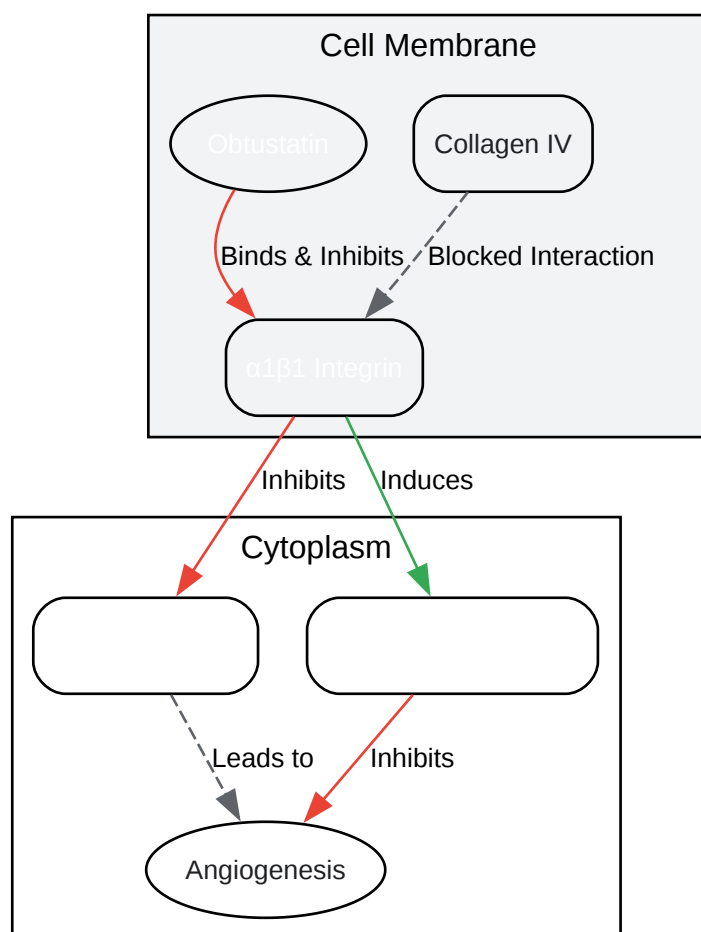 Cell Membrane
Obtustatin
Collagen IV
Binds & Inhibits
Blocked Interaction
α1β1 Integrin
Inhibits
Induces
Cytoplasm
Leads to
Inhibits
Angiogenesis